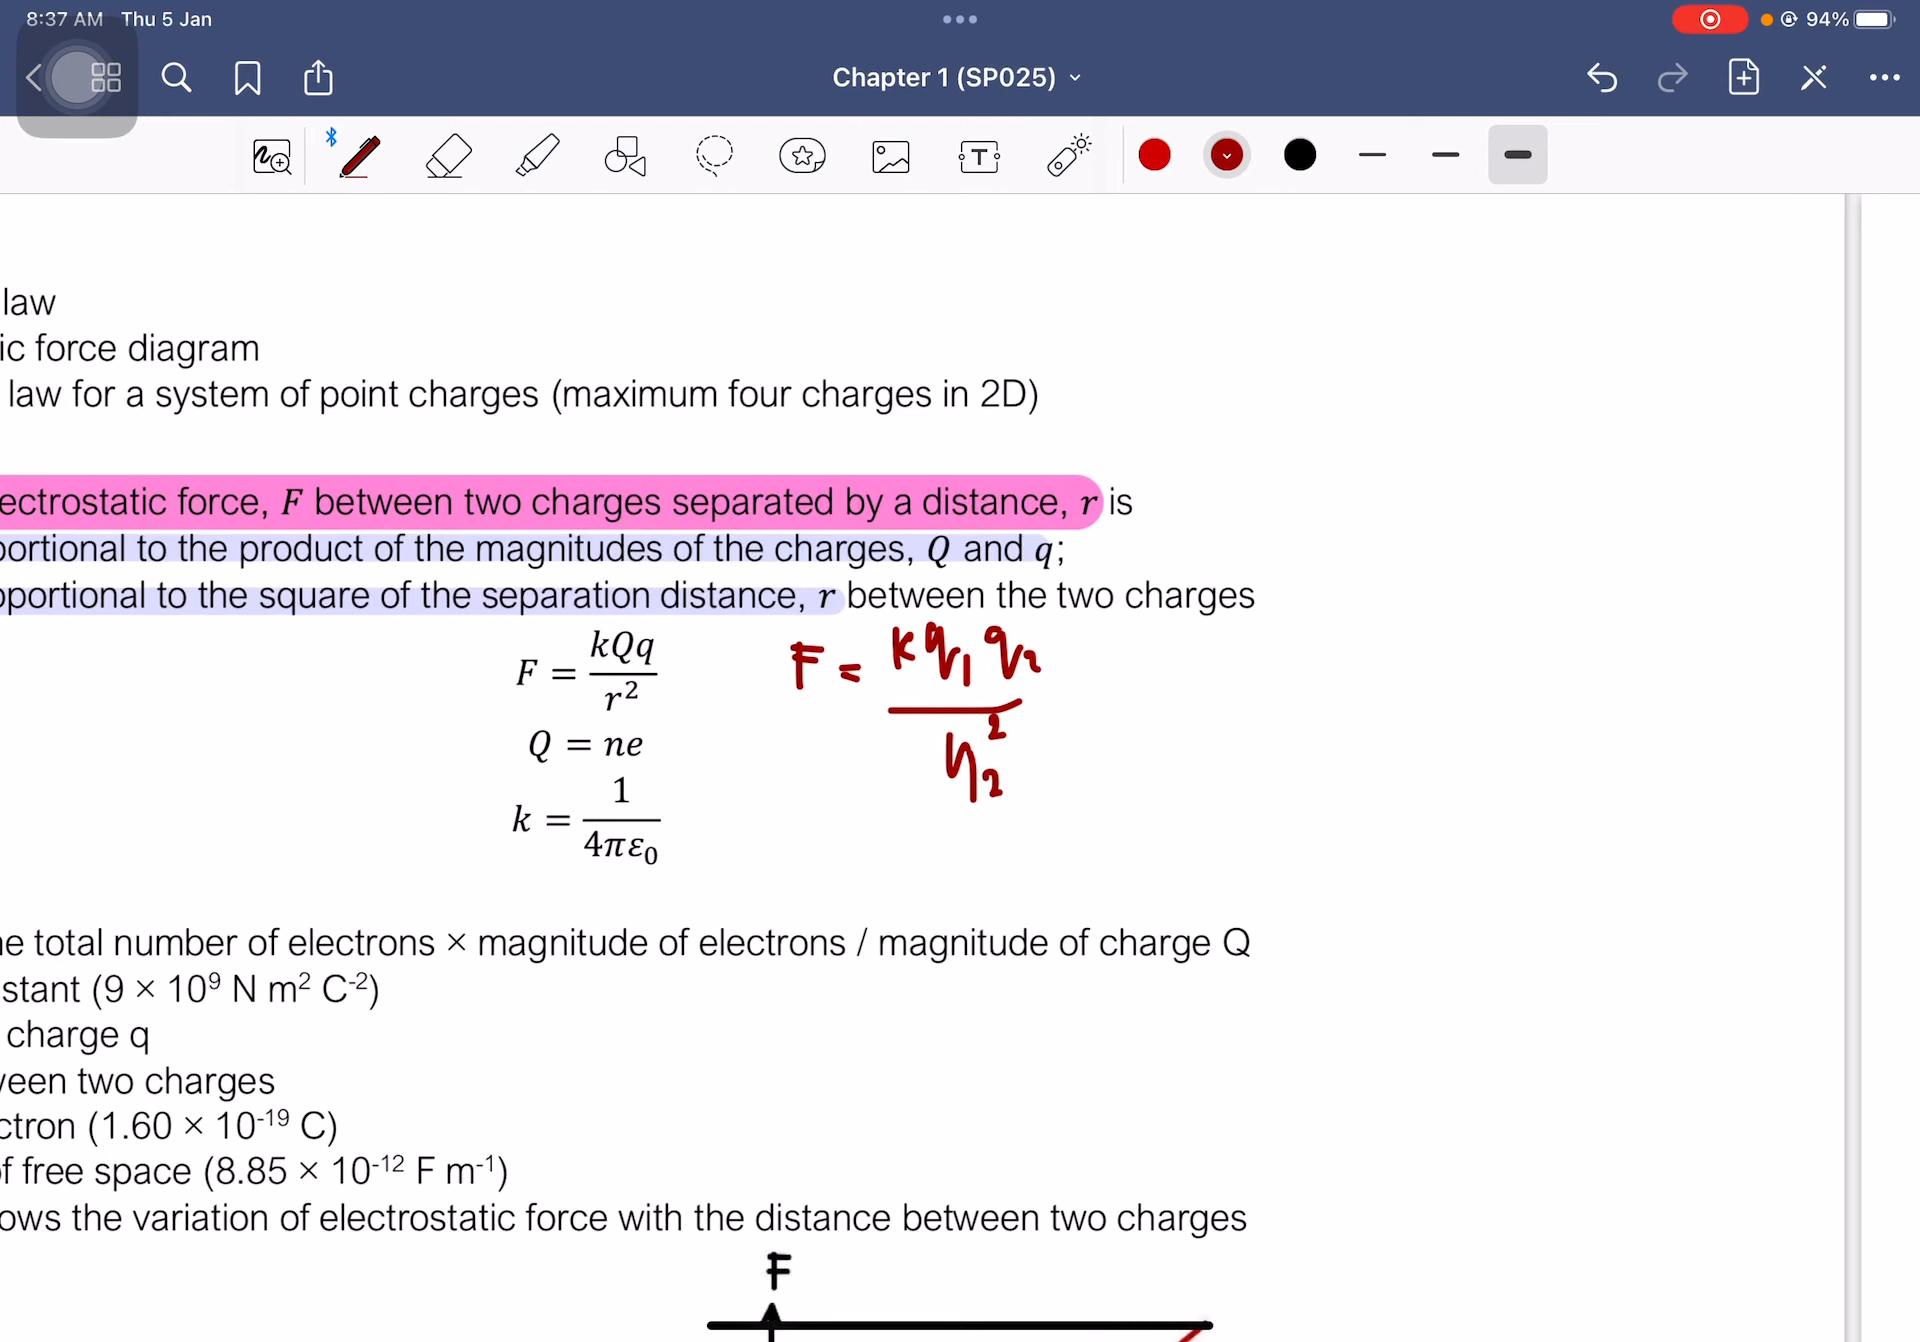 8:37 AM Thu 5 Jan
94%
Chapter 1 (SP025)
law
ic force diagram
law for a system of point charges (maximum four charges in 2D)
ectrostatic force, F between two charges separated by a distance, r is
portional to the product of the magnitudes of the charges, Q and q;
portional to the square of the separation distance, r between the two charges
F = kQq / r²
F = kq₁q₂ / r₁₂²
Q = ne
k = 1 / 4πε₀
e total number of electrons × magnitude of electrons / magnitude of charge Q
stant (9 × 10⁹ N m² C⁻²)
charge q
ween two charges
ctron (1.60 × 10⁻¹⁹ C)
f free space (8.85 × 10⁻¹² F m⁻¹)
ows the variation of electrostatic force with the distance between two charges
F